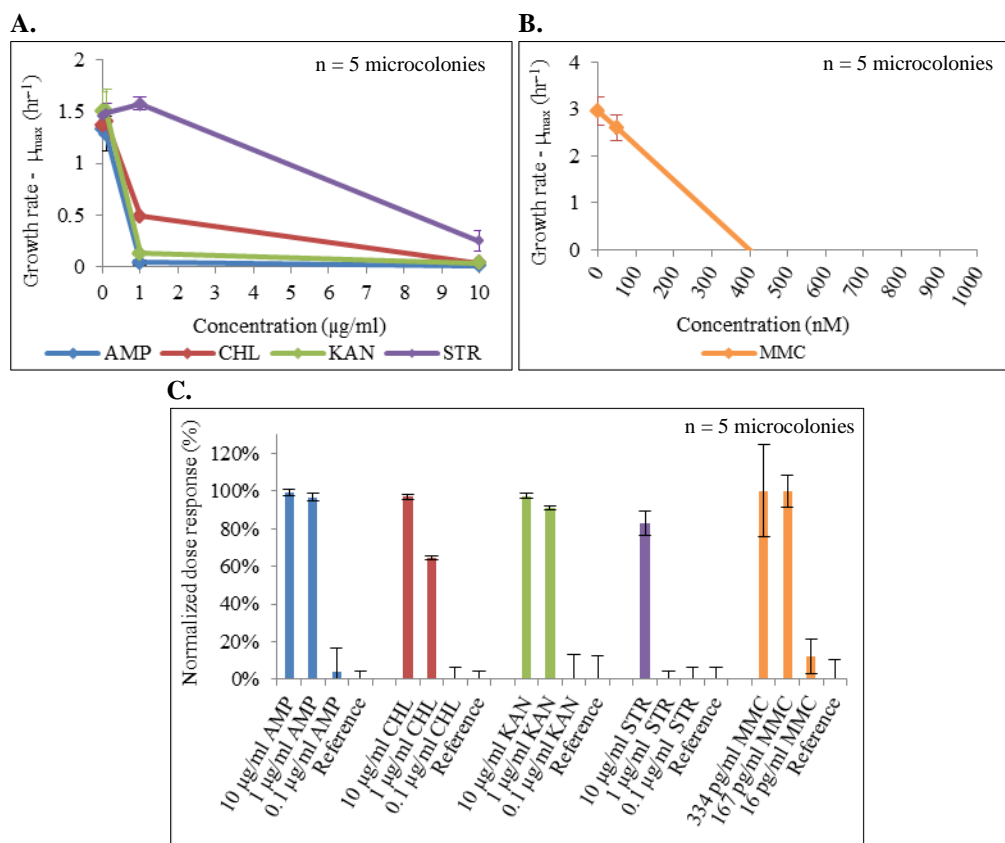 A.
n = 5 microcolonies
Growth rate - μmax (hr⁻¹)
2
1.5
1
0.5
0
0 1 2 3 4 5 6 7 8 9 10
Concentration (μg/ml)
AMP CHL KAN STR
B.
n = 5 microcolonies
Growth rate - μmax (hr⁻¹)
4
3
2
1
0
0 100 200 300 400 500 600 700 800 900 1000
Concentration (nM)
MMC
C.
n = 5 microcolonies
Normalized dose response (%)
120%
100%
80%
60%
40%
20%
0%
10 μg/ml AMP
1 μg/ml AMP
0.1 μg/ml AMP
Reference
10 μg/ml CHL
1 μg/ml CHL
0.1 μg/ml CHL
Reference
10 μg/ml KAN
1 μg/ml KAN
0.1 μg/ml KAN
Reference
10 μg/ml STR
1 μg/ml STR
0.1 μg/ml STR
Reference
334 pg/ml MMC
167 pg/ml MMC
16 pg/ml MMC
Reference